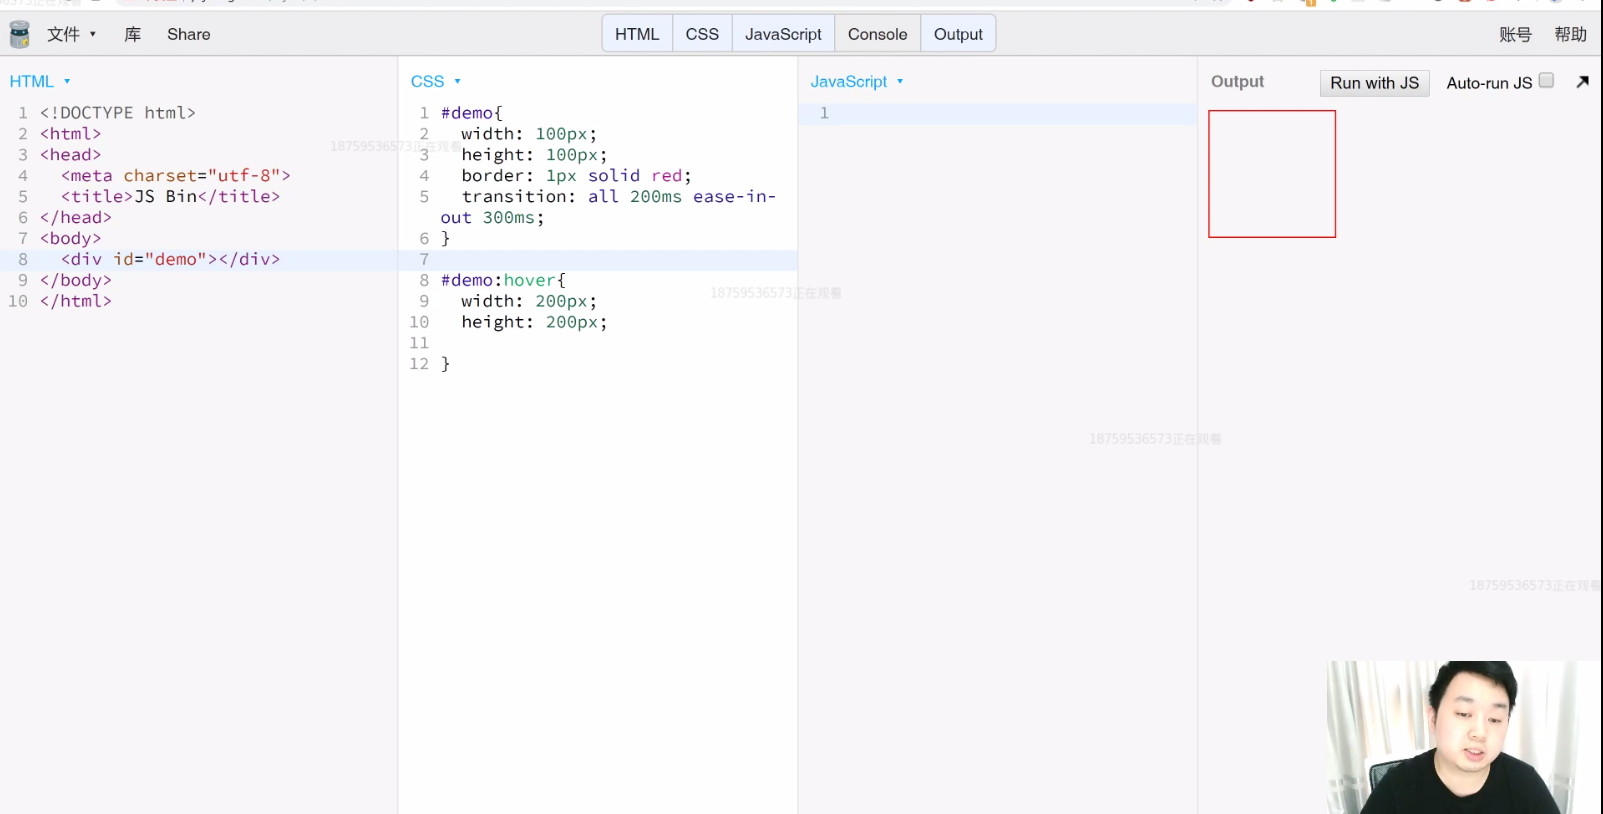 文件
库
Share
HTML
CSS
JavaScript
Console
Output
账号
帮助
HTML
1 <!DOCTYPE html>
2 <html>
3 <head>
4 <meta charset="utf-8">
5 <title>JS Bin</title>
6 </head>
7 <body>
8 <div id="demo"></div>
9 </body>
10 </html>
CSS
1 #demo{
2 width: 100px;
3 height: 100px;
4 border: 1px solid red;
5 transition: all 200ms ease-in-
out 300ms;
6 }
7
8 #demo:hover{
9 width: 200px;
10 height: 200px;
11
12 }
JavaScript
1
Output
Run with JS
Auto-run JS
18759536573正在观看
18759536573正在观看
18759536573正在观看
18759536573正在观看